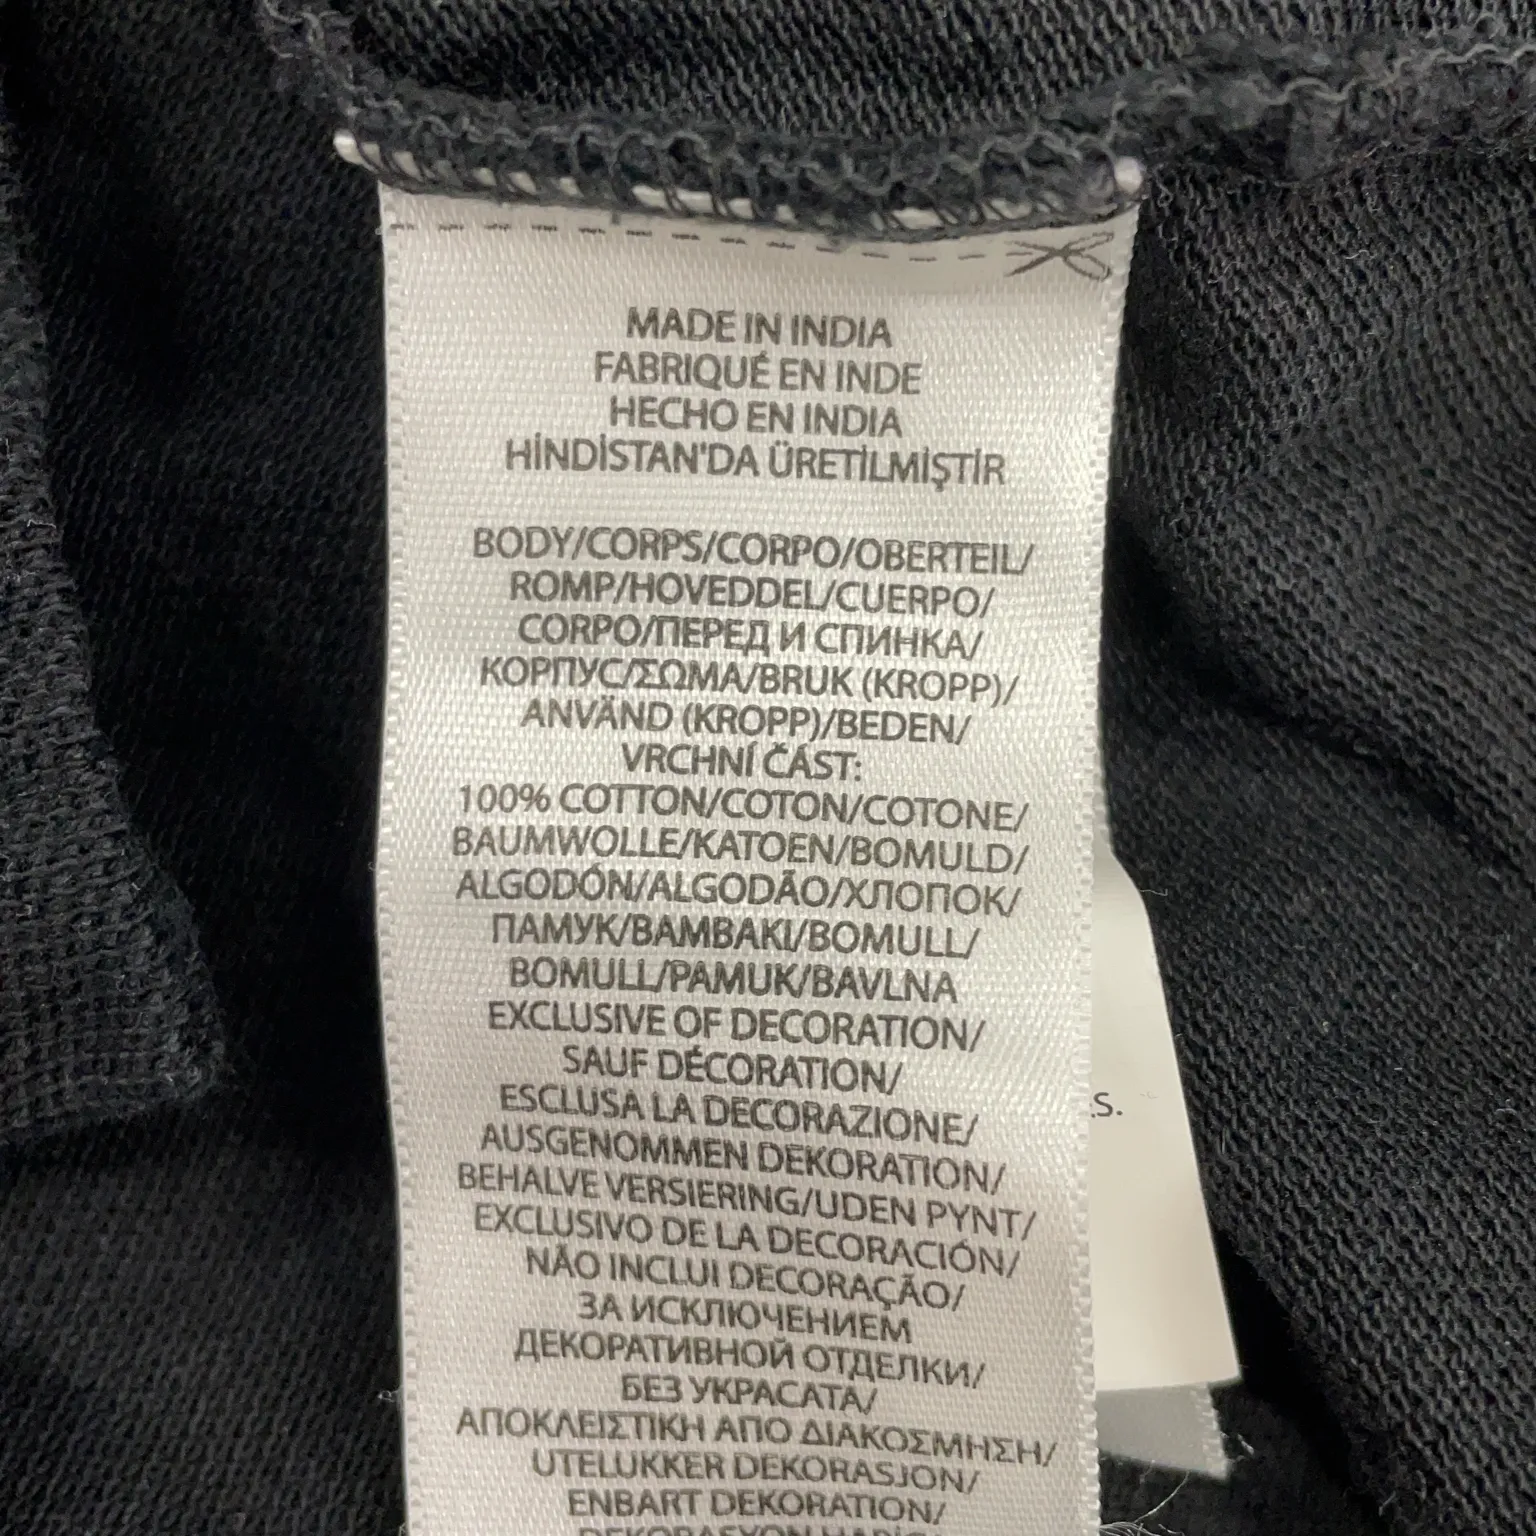 MADE IN INDIA
FABRIQUÉ EN INDE
HECHO EN INDIA
HİNDİSTAN'DA ÜRETİLMİŞTİR
BODY/CORPS/CORPO/OBERTEIL/
ROMP/HOVEDDEL/CUERPO/
CORPO/ПЕРЕД И СПИНКА/
КОРПУС/ΣΩΜΑ/BRUK (KROPP)/
ANVÄND (KROPP)/BEDEN/
VRCHNÍ ČÁST:
100% COTTON/COTON/COTONE/
BAUMWOLLE/KATOEN/BOMULD/
ALGODÓN/ALGODÃO/ХЛОПОК/
ПАМУК/ΒΑΜΒΑΚΙ/BOMULL/
BOMULL/PAMUK/BAVLNA
EXCLUSIVE OF DECORATION/
SAUF DÉCORATION/
ESCLUSA LA DECORAZIONE/
AUSGENOMMEN DEKORATION/
BEHALVE VERSIERING/UDEN PYNT/
EXCLUSIVO DE LA DECORACIÓN/
NÃO INCLUI DECORAÇÃO/
ЗА ИСКЛЮЧЕНИЕМ
ДЕКОРАТИВНОЙ ОТДЕЛКИ/
БЕЗ УКРАСАТА/
ΑΠΟΚΛΕΙΣΤΙΚΗ ΑΠΟ ΔΙΑΚΟΣΜΗΣΗ/
UTELUKKER DEKORASJON/
ENBART DEKORATION/
DEKORASYON HARİÇ/